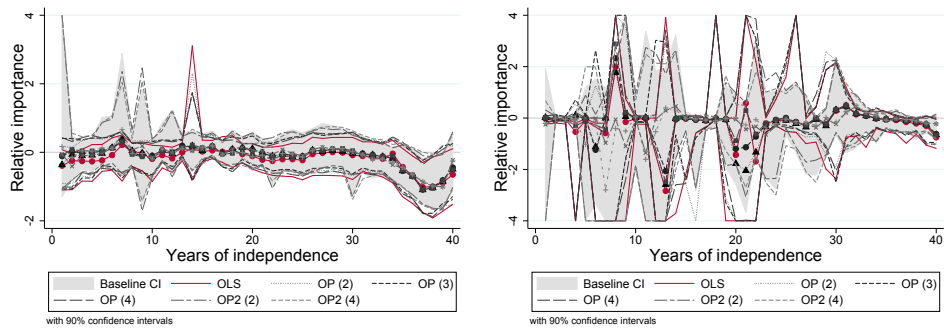 4
2
0
-2
Relative importance
0 10 20 30 40
Years of independence
Baseline CI OLS OP (2) OP (3)
OP (4) OP2 (2) OP2 (4)
with 90% confidence intervals
4
2
0
-2
-4
Relative importance
0 10 20 30 40
Years of independence
Baseline CI OLS OP (2) OP (3)
OP (4) OP2 (2) OP2 (4)
with 90% confidence intervals